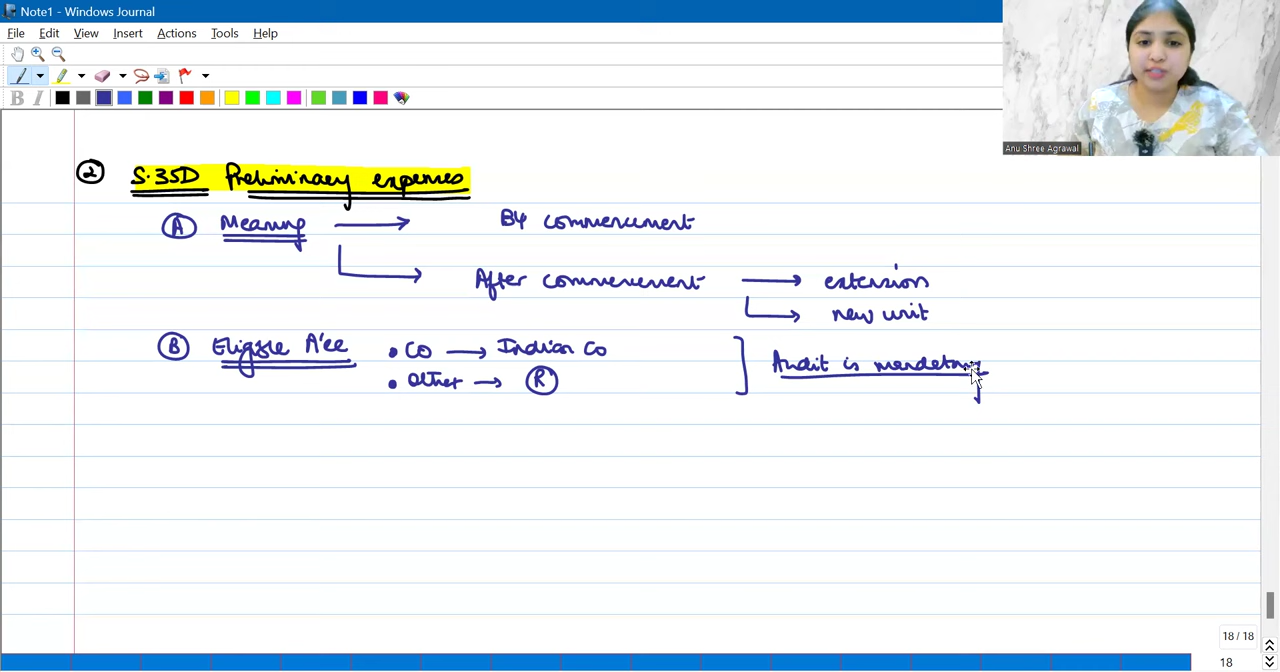 Note1 - Windows Journal
File Edit View Insert Actions Tools Help
B I
Anu Shree Agrawal
2 S.35D Preliminary expenses
A Meaning → B4 commencement
After commencement → extension
→ new unit
B Eligible A'ee • Co → Indian Co
• Other → R
Audit is mandatory
18 / 18
18